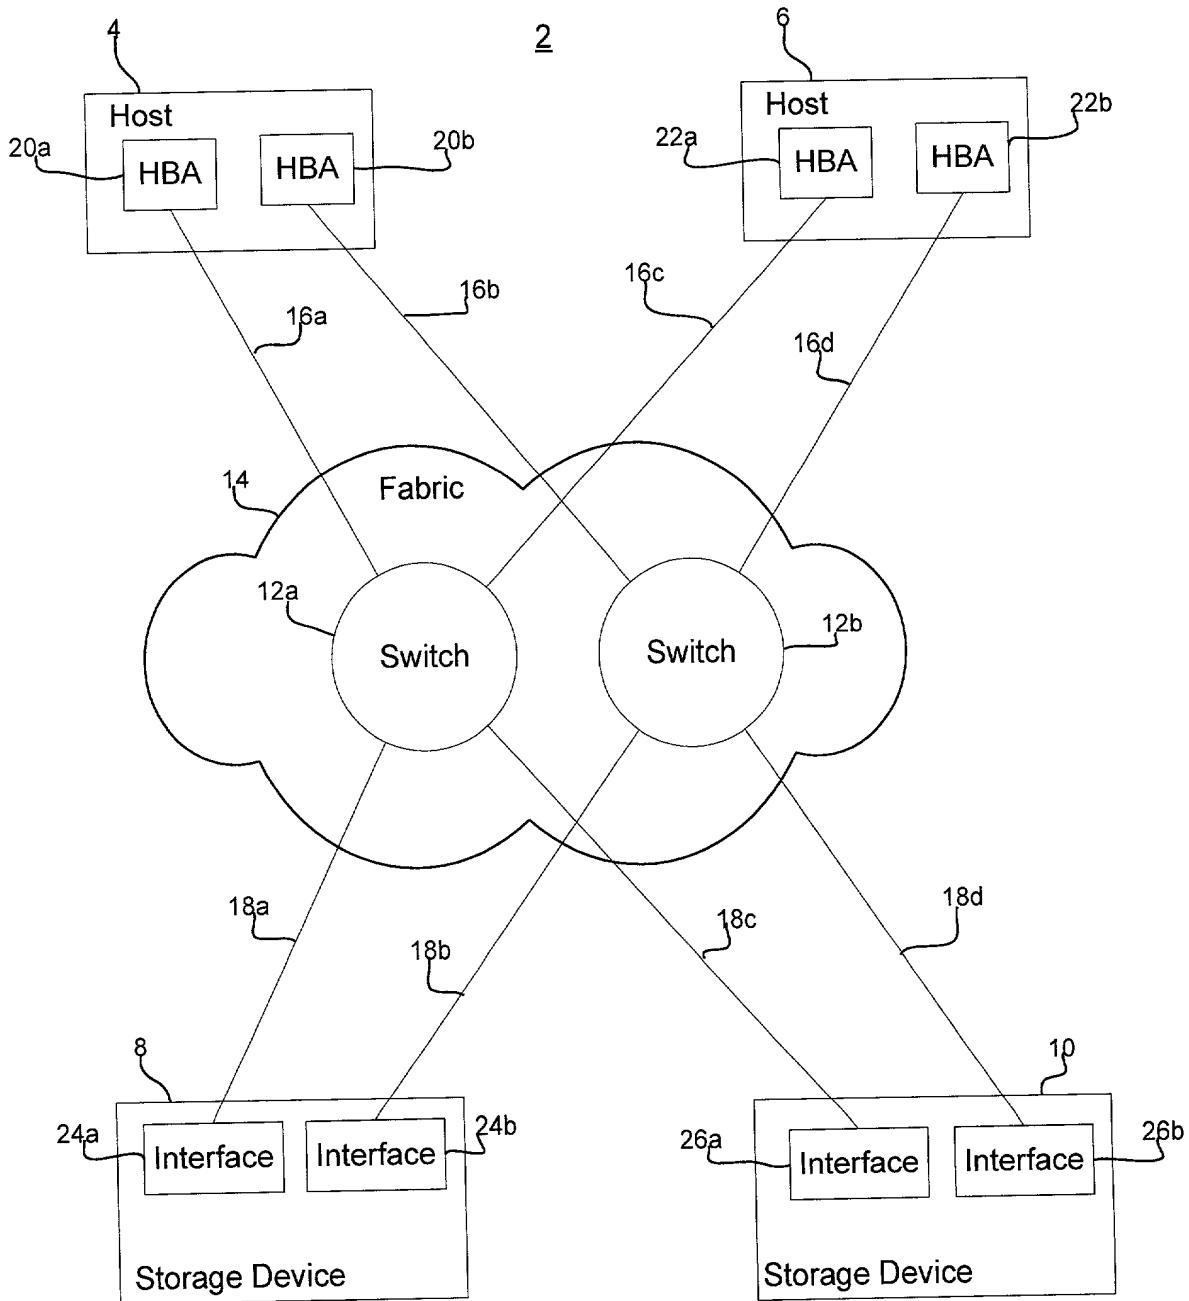 2
4
6
Host
20a
HBA
HBA
20b
Host
22a
HBA
HBA
22b
16a
16b
16c
16d
14
Fabric
12a
Switch
Switch
12b
18a
18b
18c
18d
8
24a
Interface
Interface
24b
Storage Device
10
26a
Interface
Interface
26b
Storage Device